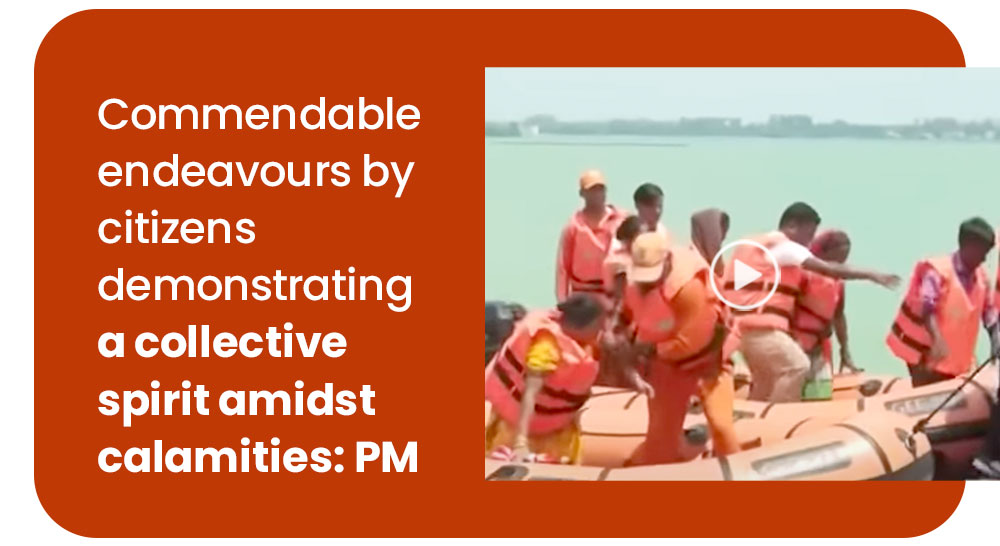 Commendable
endeavours by
citizens
demonstrating
a collective
spirit amidst
calamities: PM